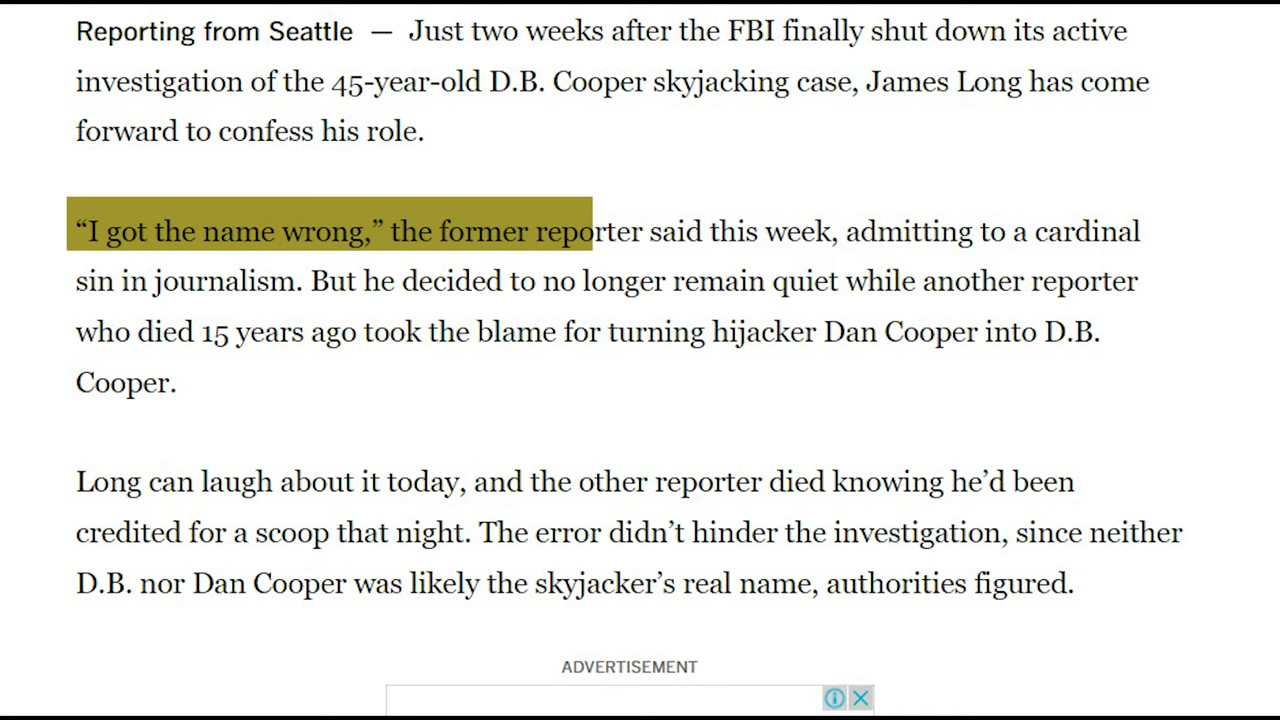 Reporting from Seattle — Just two weeks after the FBI finally shut down its active
investigation of the 45-year-old D.B. Cooper skyjacking case, James Long has come
forward to confess his role.
“I got the name wrong,” the former reporter said this week, admitting to a cardinal
sin in journalism. But he decided to no longer remain quiet while another reporter
who died 15 years ago took the blame for turning hijacker Dan Cooper into D.B.
Cooper.
Long can laugh about it today, and the other reporter died knowing he’d been
credited for a scoop that night. The error didn’t hinder the investigation, since neither
D.B. nor Dan Cooper was likely the skyjacker’s real name, authorities figured.
ADVERTISEMENT